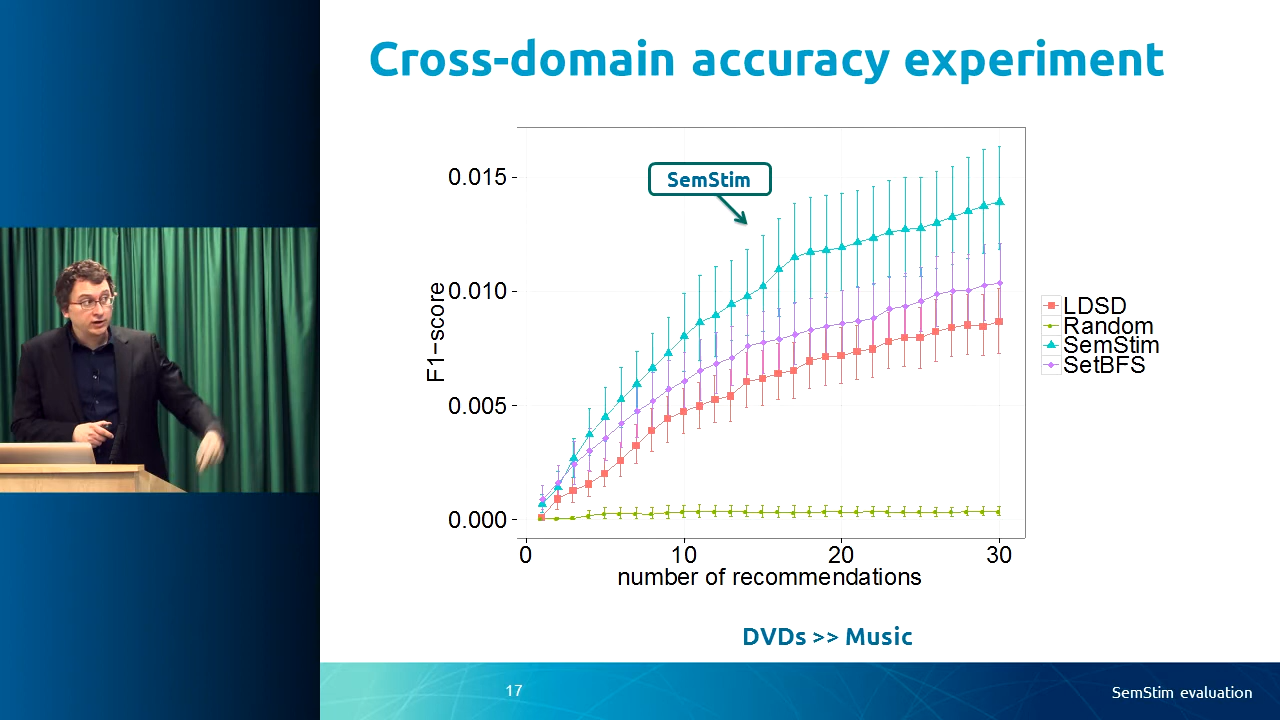 Cross-domain accuracy experiment
SemStim
0.015
0.010
0.005
0.000
F1-score
0
10
20
30
number of recommendations
LDSD
Random
SemStim
SetBFS
DVDs >> Music
17
SemStim evaluation